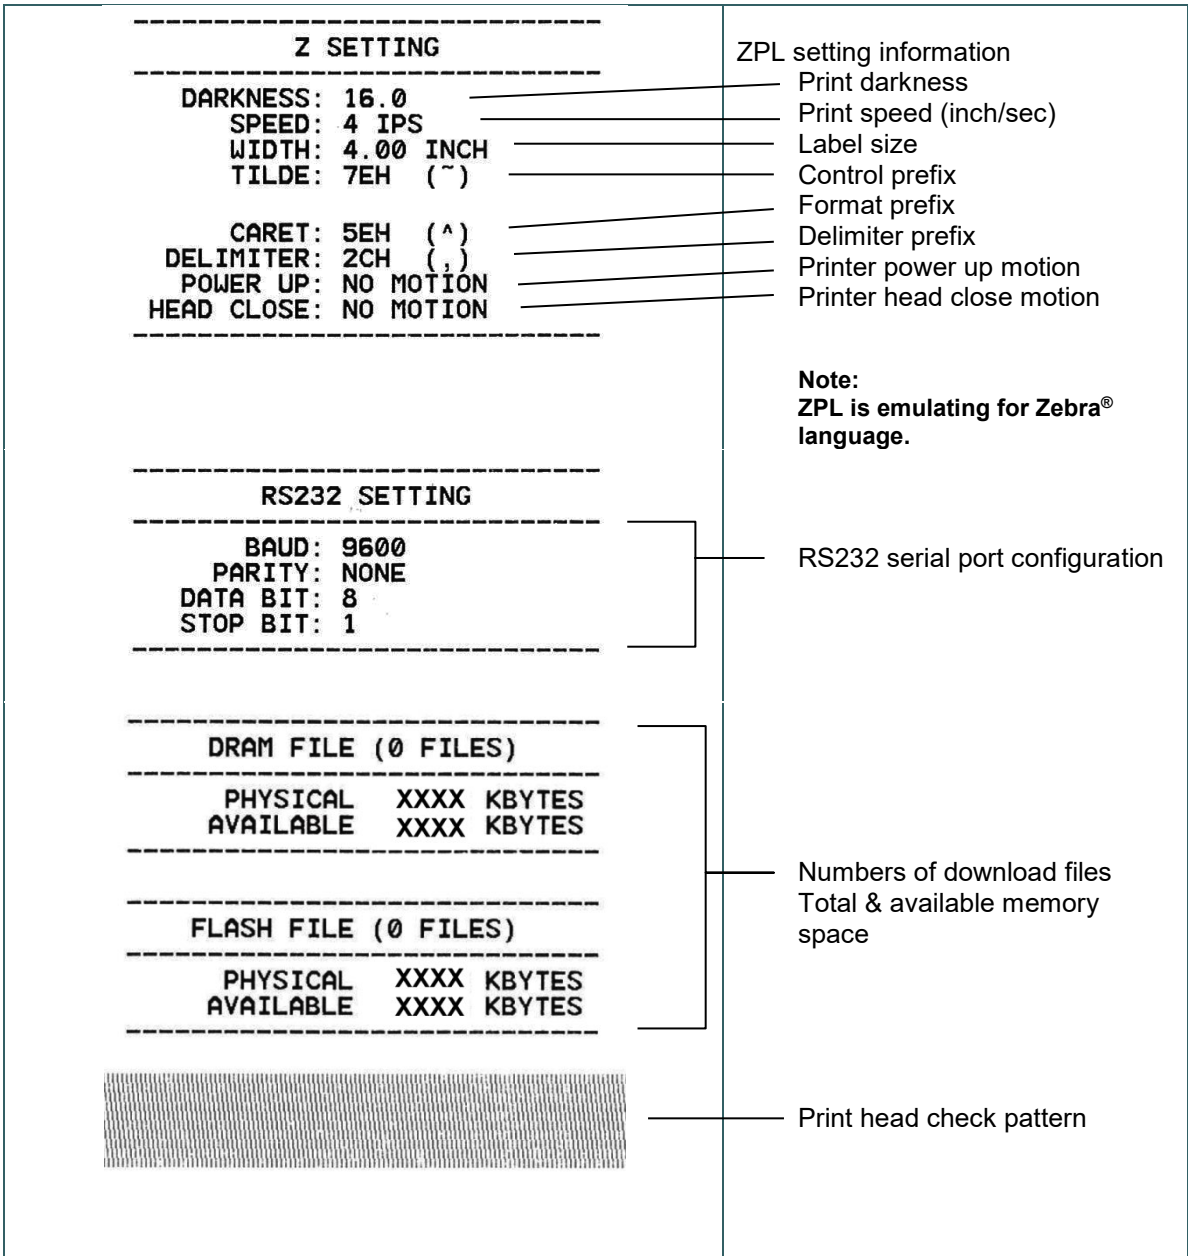 Z SETTING
DARKNESS: 16.0
SPEED: 4 IPS
WIDTH: 4.00 INCH
TILDE: 7EH (~)
CARET: 5EH (^)
DELIMITER: 2CH (,)
POWER UP: NO MOTION
HEAD CLOSE: NO MOTION
ZPL setting information
Print darkness
Print speed (inch/sec)
Label size
Control prefix
Format prefix
Delimiter prefix
Printer power up motion
Printer head close motion
Note:
ZPL is emulating for Zebra®
language.
RS232 SETTING
BAUD: 9600
PARITY: NONE
DATA BIT: 8
STOP BIT: 1
RS232 serial port configuration
DRAM FILE (0 FILES)
PHYSICAL XXXX KBYTES
AVAILABLE XXXX KBYTES
FLASH FILE (0 FILES)
PHYSICAL XXXX KBYTES
AVAILABLE XXXX KBYTES
Numbers of download files
Total & available memory
space
Print head check pattern